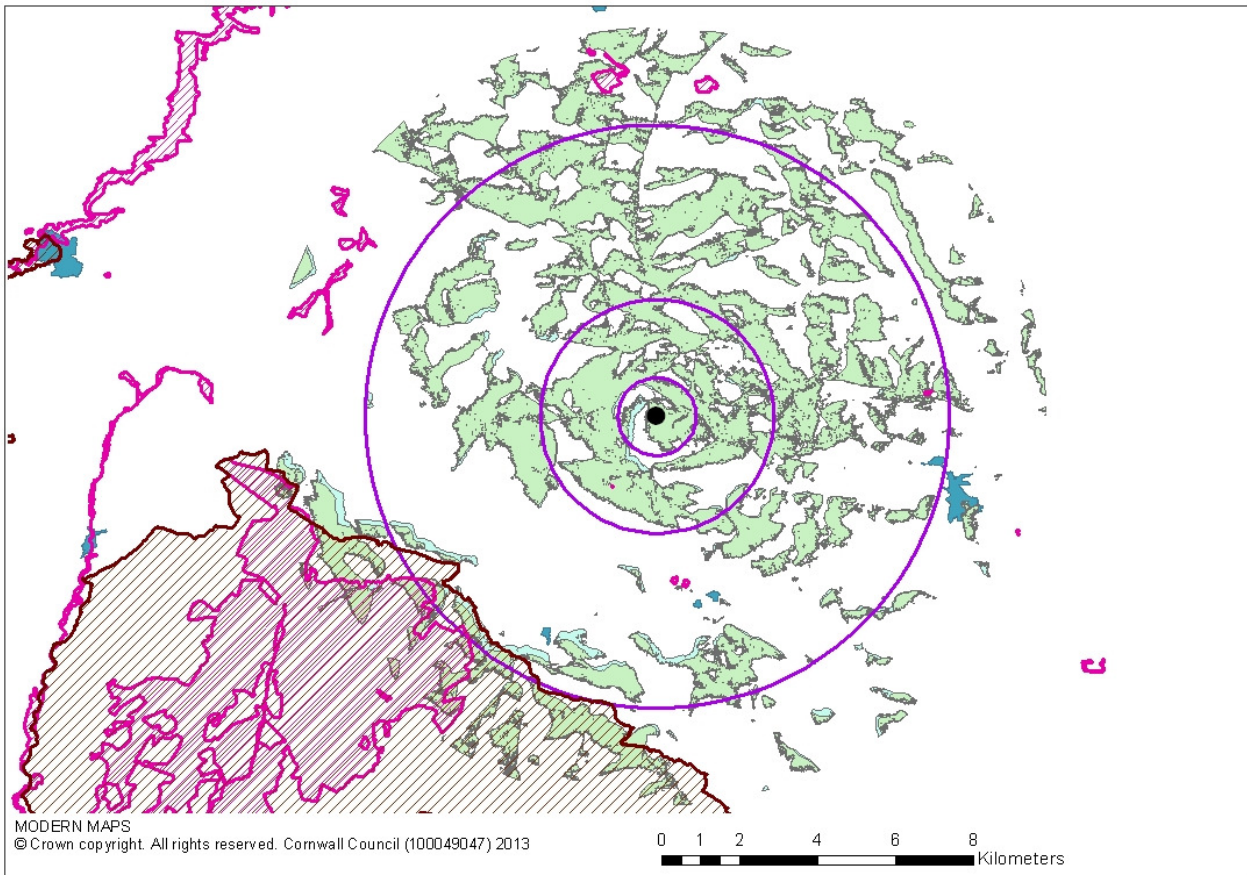 MODERN MAPS
© Crown copyright. All rights reserved. Cornwall Council (100049047) 2013
0 1 2 4 6 8
Kilometers